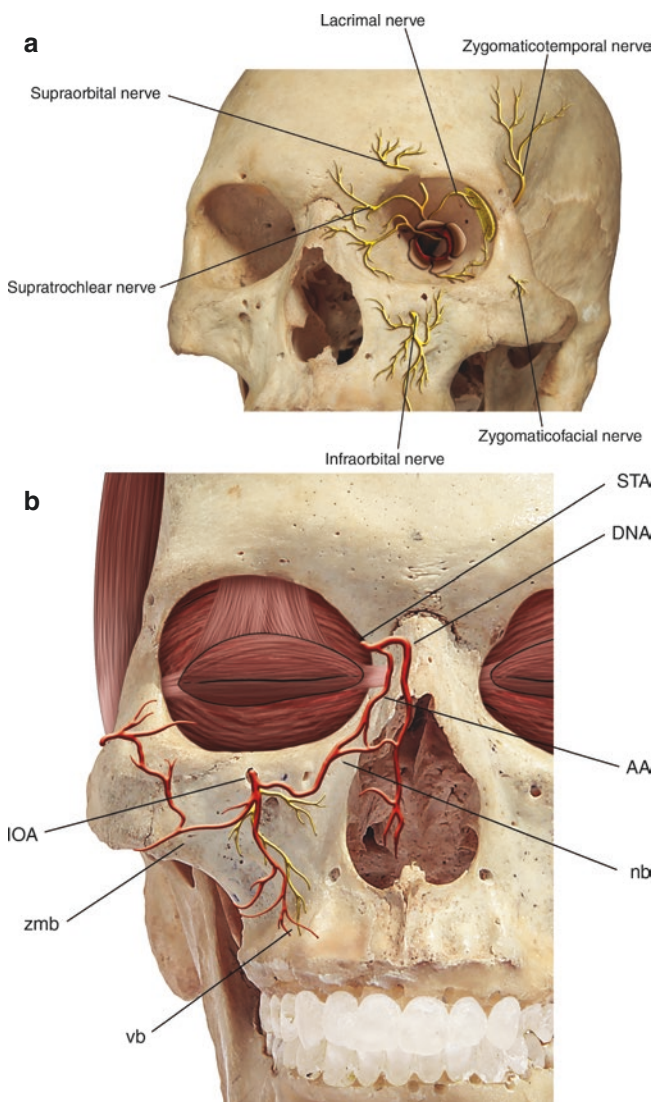 a
Lacrimal nerve
Zygomaticotemporal nerve
Supraorbital nerve
Supratrochlear nerve
Zygomaticofacial nerve
Infraorbital nerve
b
STA
DNA
AA
IOA
nb
zmb
vb